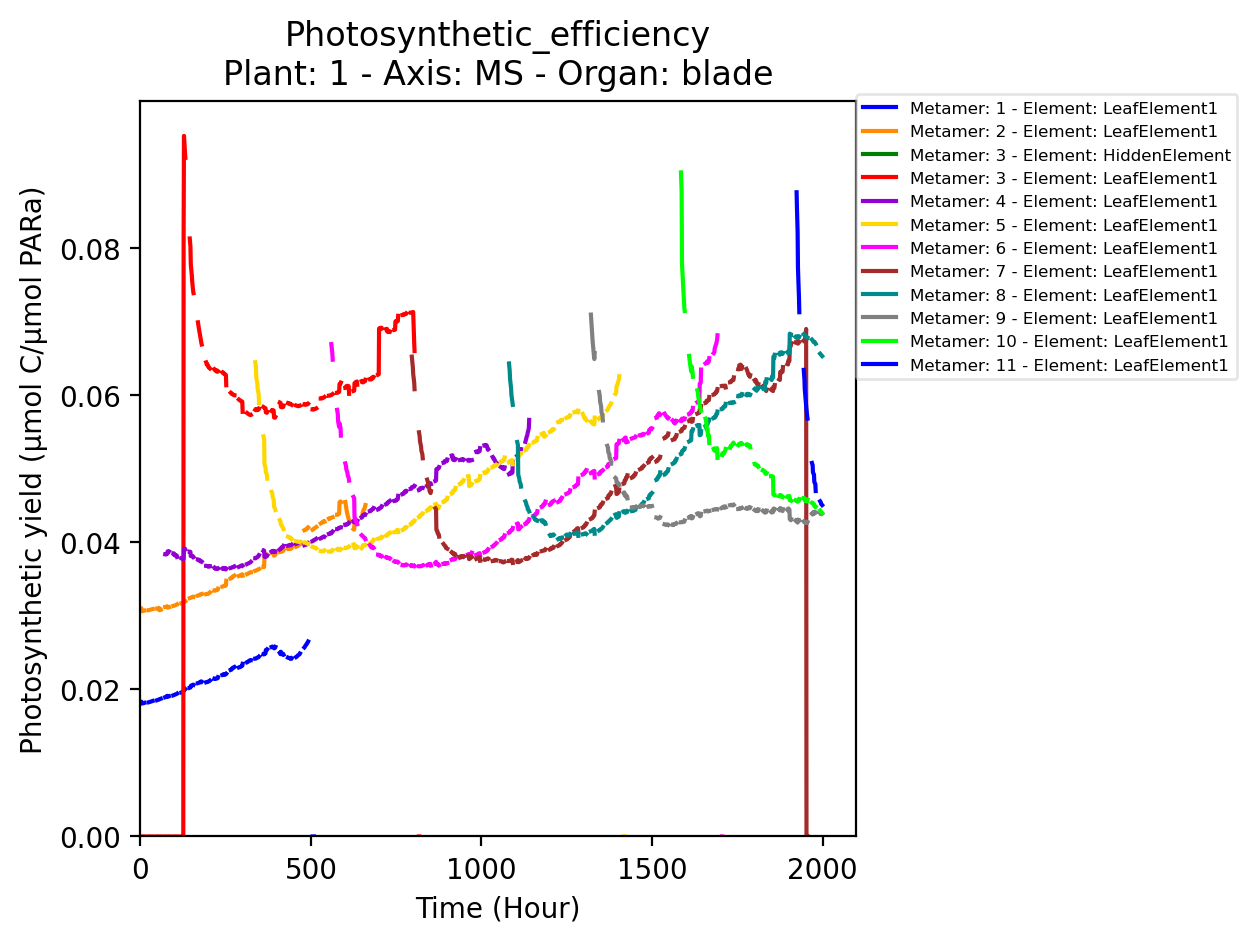 Photosynthetic_efficiency
Plant: 1 - Axis: MS - Organ: blade
Metamer: 1 - Element: LeafElement1
Metamer: 2 - Element: LeafElement1
Metamer: 3 - Element: HiddenElement
Metamer: 3 - Element: LeafElement1
Metamer: 4 - Element: LeafElement1
Metamer: 5 - Element: LeafElement1
Metamer: 6 - Element: LeafElement1
Metamer: 7 - Element: LeafElement1
Metamer: 8 - Element: LeafElement1
Metamer: 9 - Element: LeafElement1
Metamer: 10 - Element: LeafElement1
Metamer: 11 - Element: LeafElement1
Photosynthetic yield (µmol C/µmol PARa)
0.08
0.06
0.04
0.02
0.00
0 500 1000 1500 2000
Time (Hour)